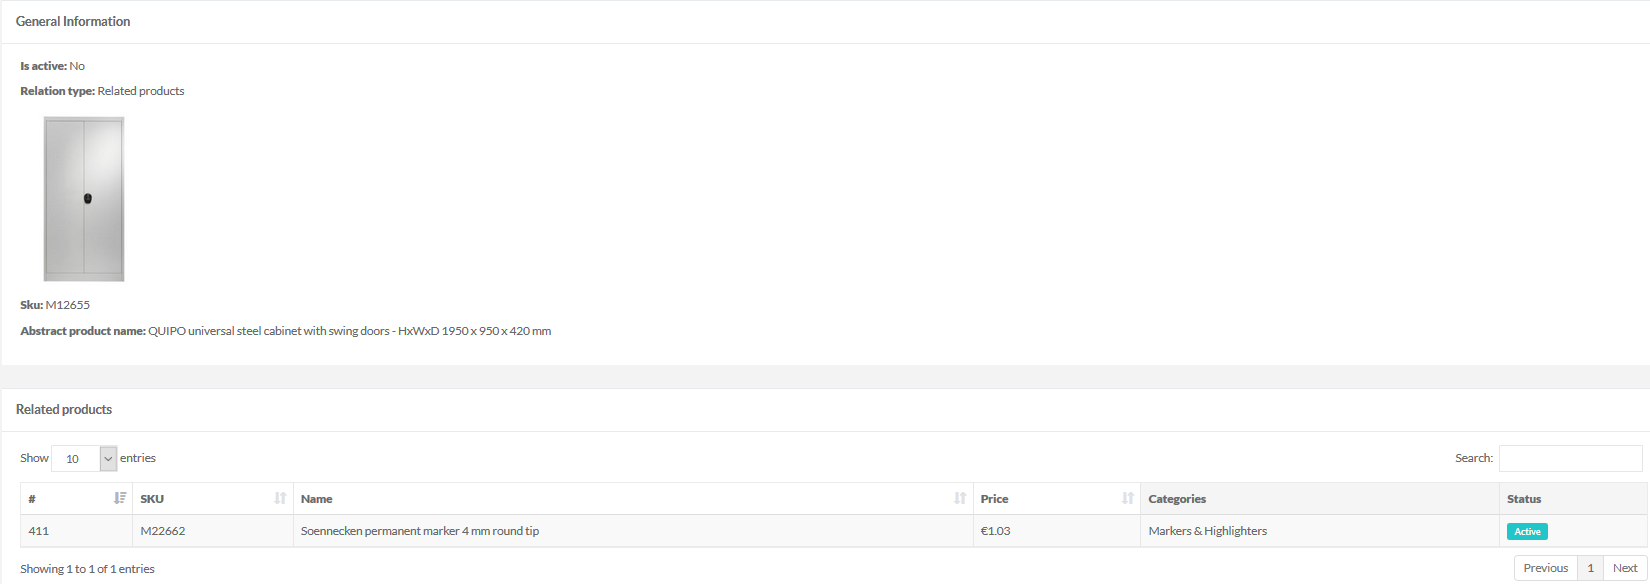 General Information
Is active: No
Relation type: Related products
Sku: M12655
Abstract product name: QUIPO universal steel cabinet with swing doors - HxWxD 1950 x 950 x 420 mm
Related products
Show 10 entries Search:
# SKU Name Price Categories Status
411 M22662 Soennecken permanent marker 4 mm round tip €1.03 Markers & Highlighters Active
Showing 1 to 1 of 1 entries Previous 1 Next